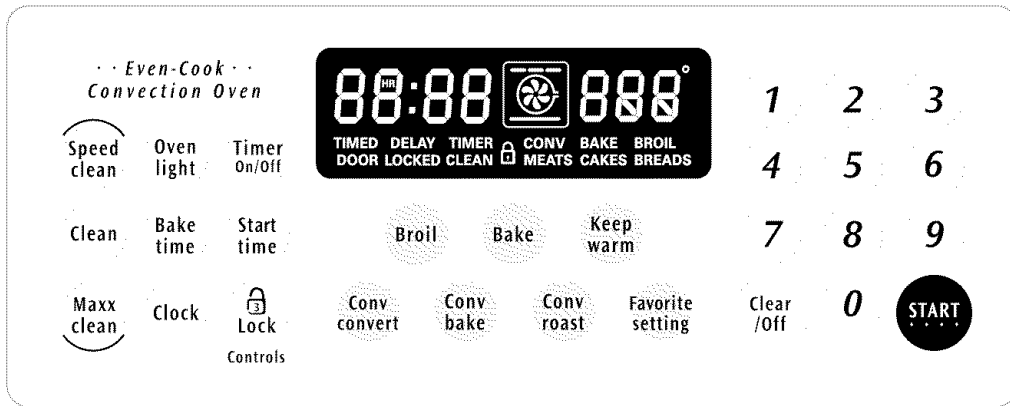 · · Even-Cook · ·
Convection Oven
Speed
clean
Oven
light
Timer
On/Off
Clean
Bake
time
Start
time
Maxx
clean
Clock
3
Lock
Controls
88:88
HR
888°
TIMED DELAY TIMER CONV BAKE BROIL
DOOR LOCKED CLEAN MEATS CAKES BREADS
Broil
Bake
Keep
warm
Conv
convert
Conv
bake
Conv
roast
Favorite
setting
1 2 3
4 5 6
7 8 9
Clear
/Off
0
START